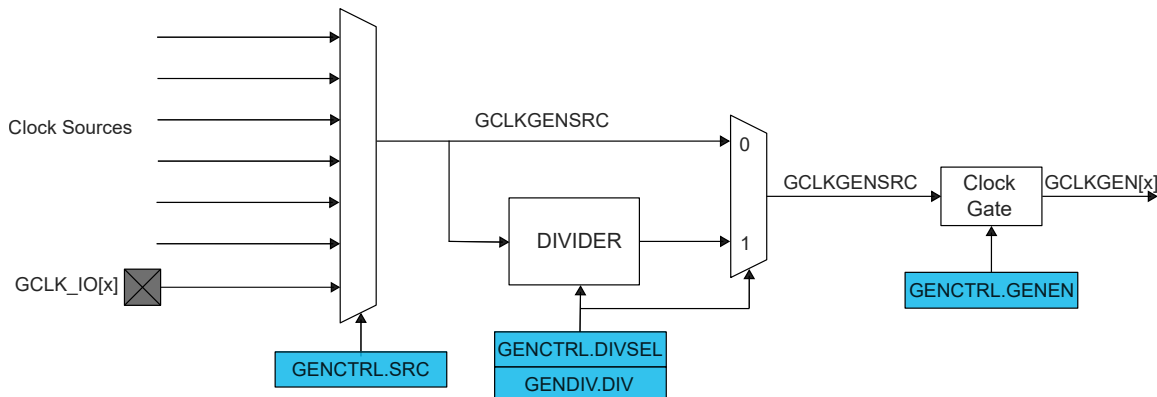 Clock Sources
GCLK_IO[x]
GENCTRL.SRC
GCLKGENSRC
DIVIDER
GENCTRL.DIVSEL
GENDIV.DIV
0
1
GCLKGENSRC
Clock
Gate
GENCTRL.GENEN
GCLKGEN[x]